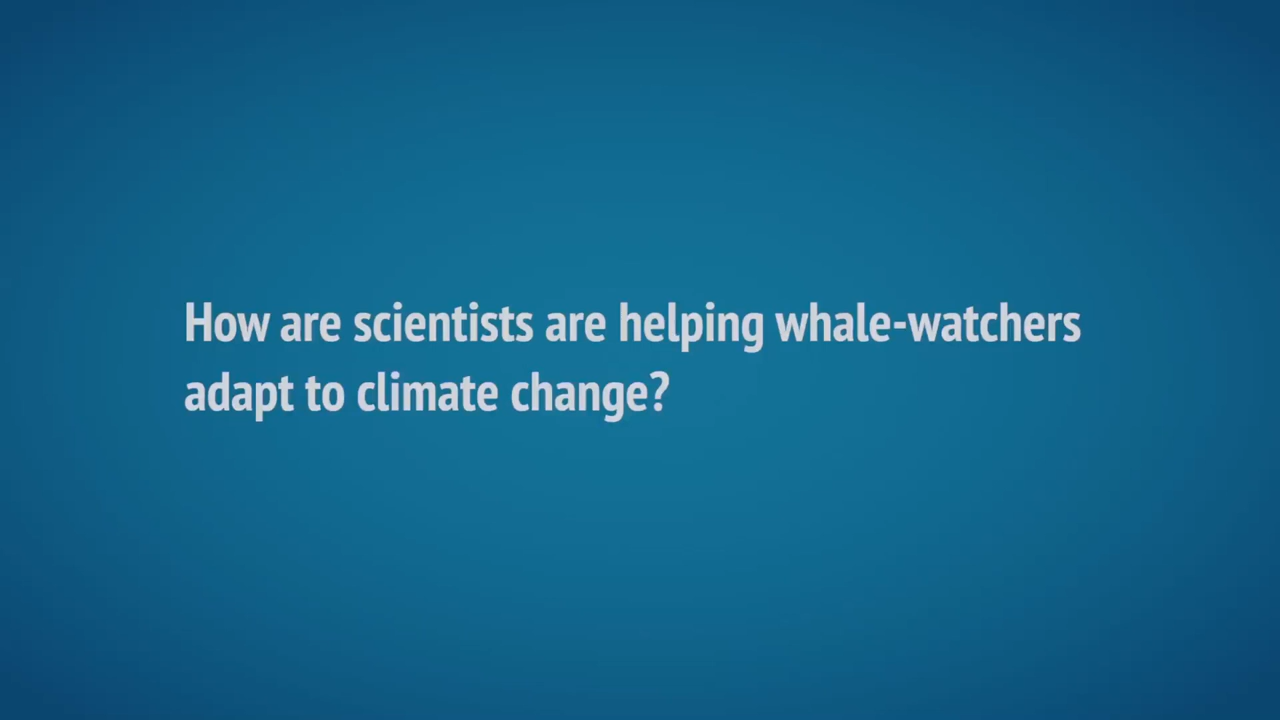 How are scientists are helping whale-watchers
adapt to climate change?